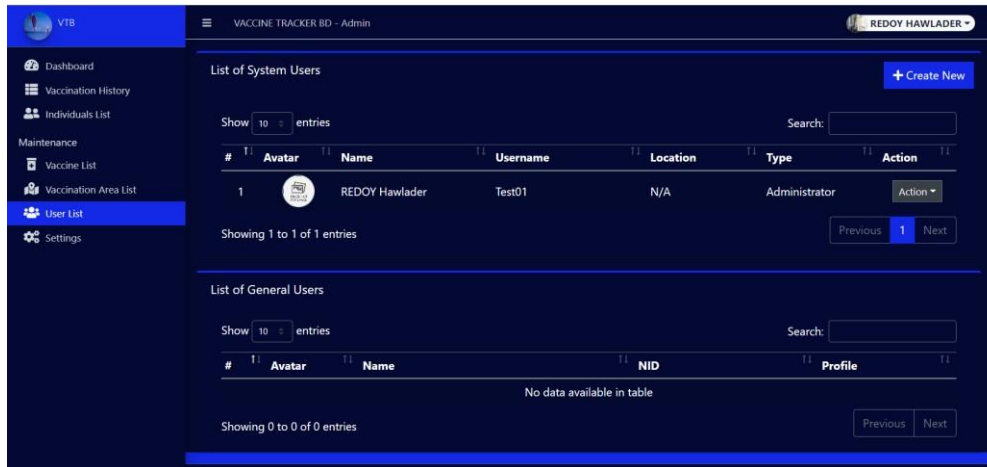 VTB
VACCINE TRACKER BD - Admin
REDOY HAWLADER
Dashboard
Vaccination History
Individuals List
Maintenance
Vaccine List
Vaccination Area List
User List
Settings
List of System Users
+ Create New
Show 10 entries
Search:
# Avatar Name Username Location Type Action
1 REDOY Hawlader Test01 N/A Administrator Action
Showing 1 to 1 of 1 entries
Previous 1 Next
List of General Users
Show 10 entries
Search:
# Avatar Name NID Profile
No data available in table
Showing 0 to 0 of 0 entries
Previous Next